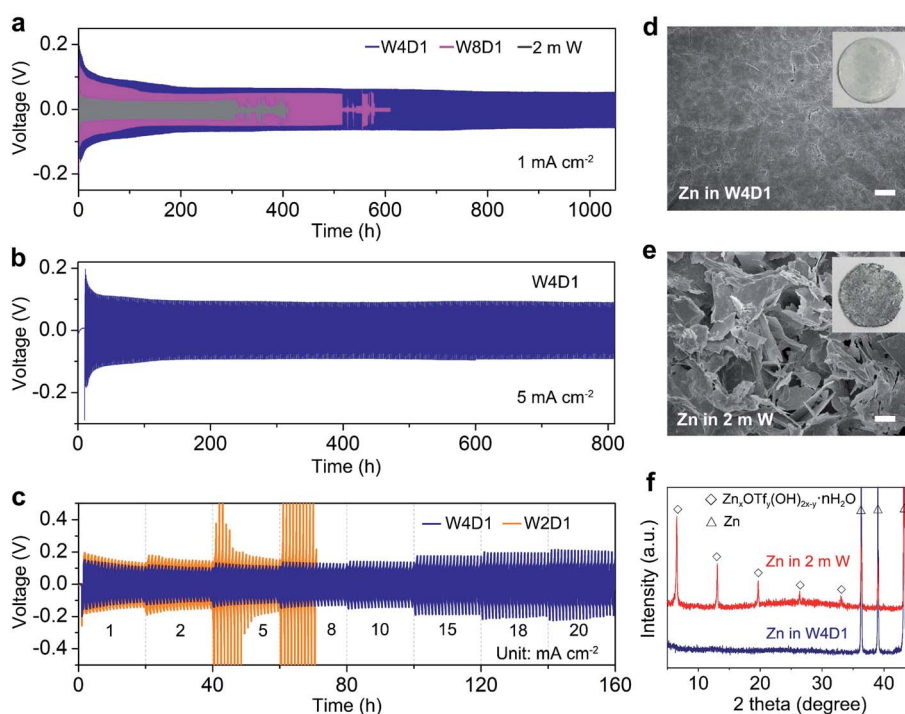 a
W4D1 W8D1 2 m W
Voltage (V)
0.2
0.0
-0.2
1 mA cm⁻²
0 200 400 600 800 1000
Time (h)
b
W4D1
Voltage (V)
0.2
0.0
-0.2
5 mA cm⁻²
0 200 400 600 800
Time (h)
c
W4D1 W2D1
Voltage (V)
0.4
0.2
0.0
-0.2
-0.4
1 2 5 8 10 15 18 20
Unit: mA cm⁻²
0 40 80 120 160
Time (h)
d
Zn in W4D1
e
Zn in 2 m W
f
ZnₓOTfᵧ(OH)₂ₓ₋ᵧ·nH₂O
Zn
Zn in 2 m W
Zn in W4D1
Intensity (a.u.)
10 20 30 40
2 theta (degree)